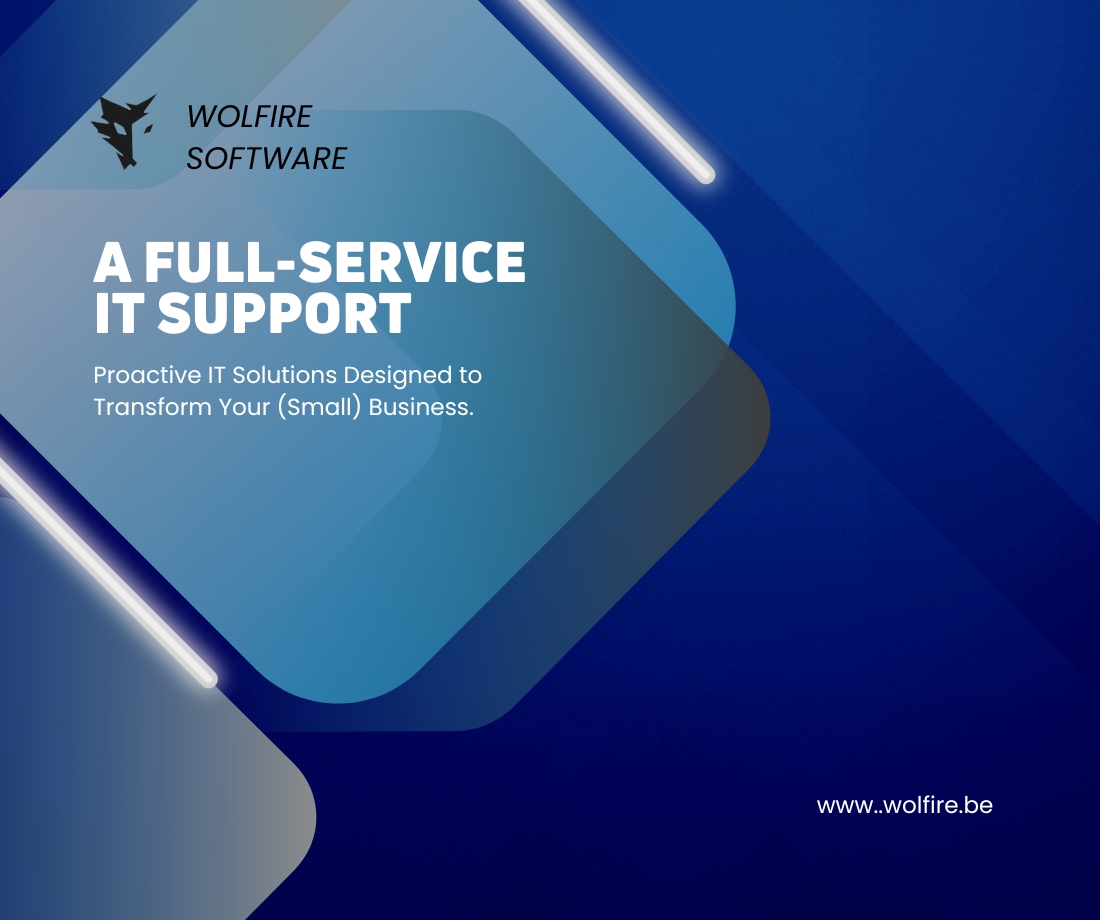 WOLFIRE
SOFTWARE
A FULL-SERVICE
IT SUPPORT
Proactive IT Solutions Designed to
Transform Your (Small) Business.
www..wolfire.be